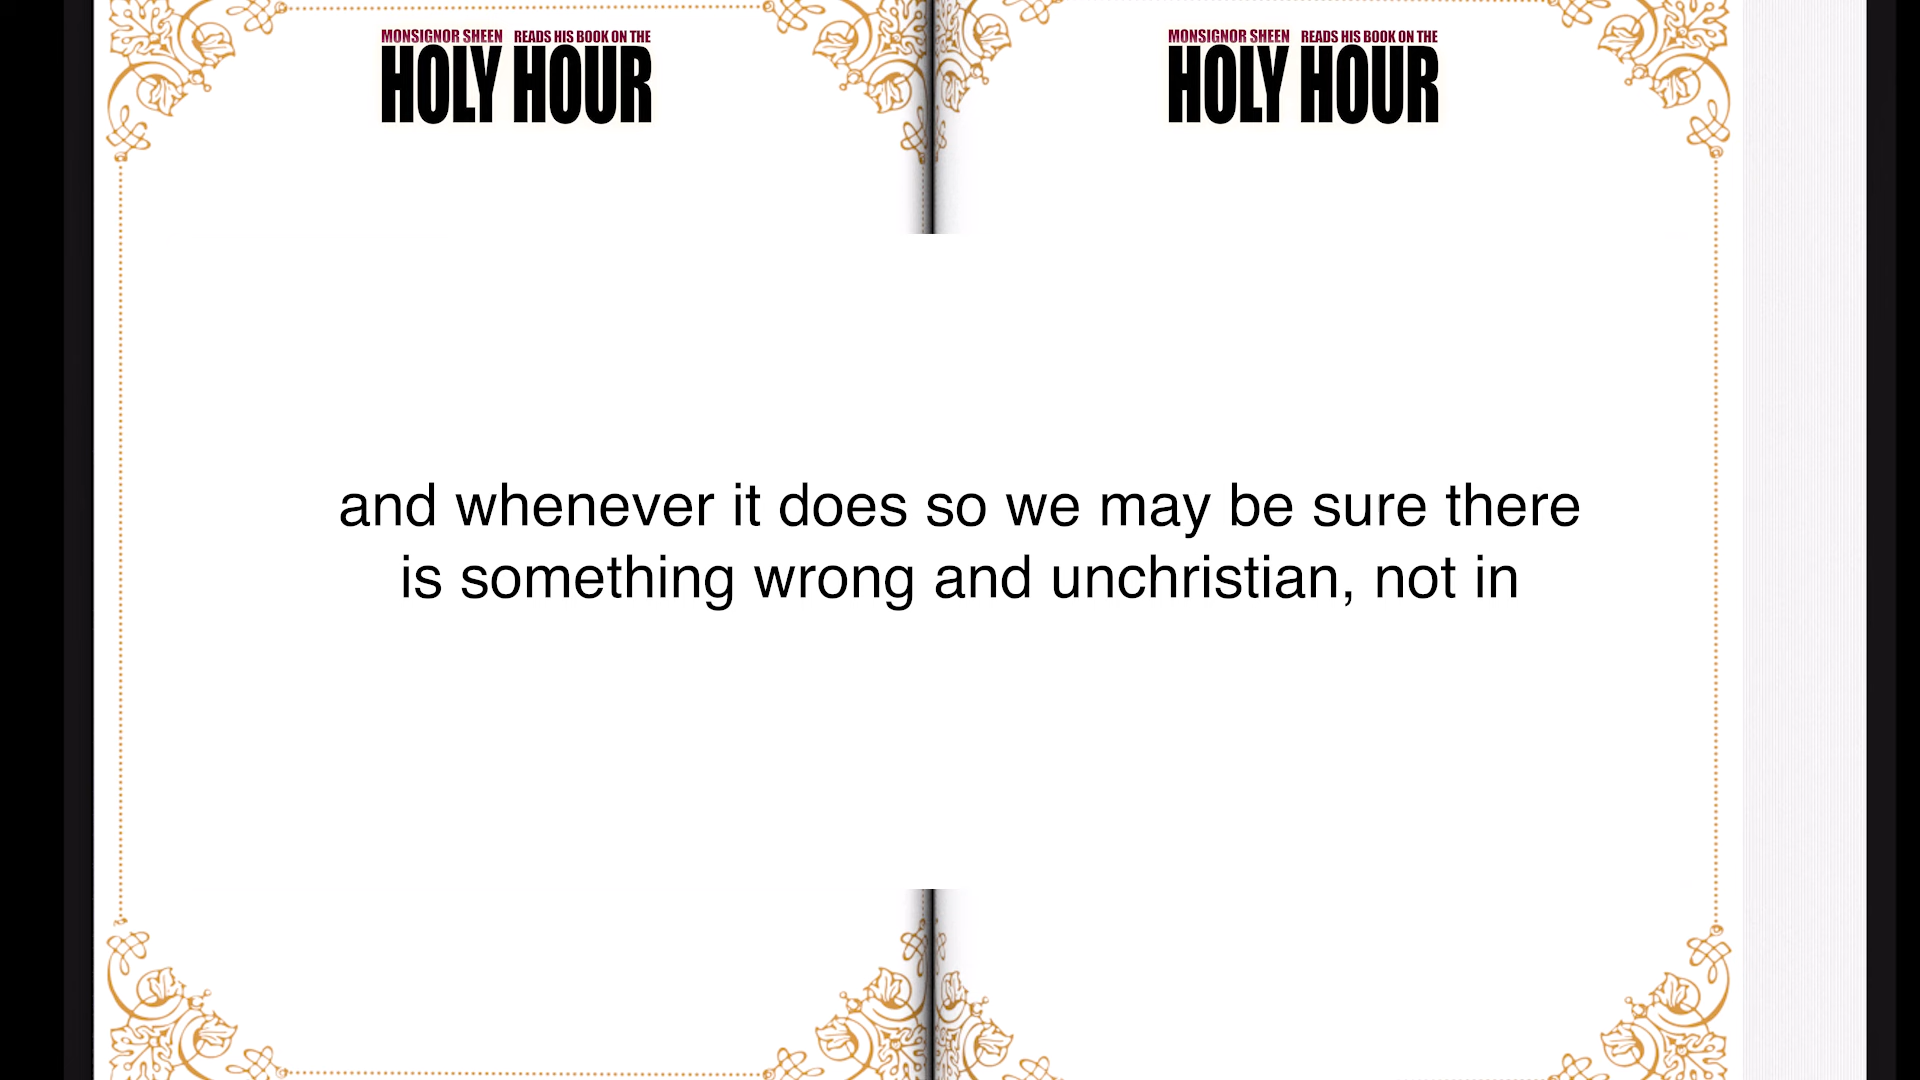 MONSIGNOR SHEEN READS HIS BOOK ON THE
HOLY HOUR
MONSIGNOR SHEEN READS HIS BOOK ON THE
HOLY HOUR
and whenever it does so we may be sure there
is something wrong and unchristian, not in